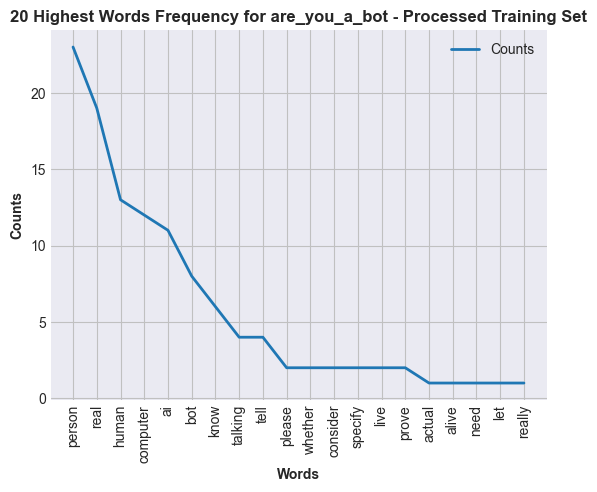 20 Highest Words Frequency for are_you_a_bot - Processed Training Set
Counts
Counts
20
15
10
5
0
person
real
human
computer
ai
bot
know
talking
tell
please
whether
consider
specify
live
prove
actual
alive
need
let
really
Words